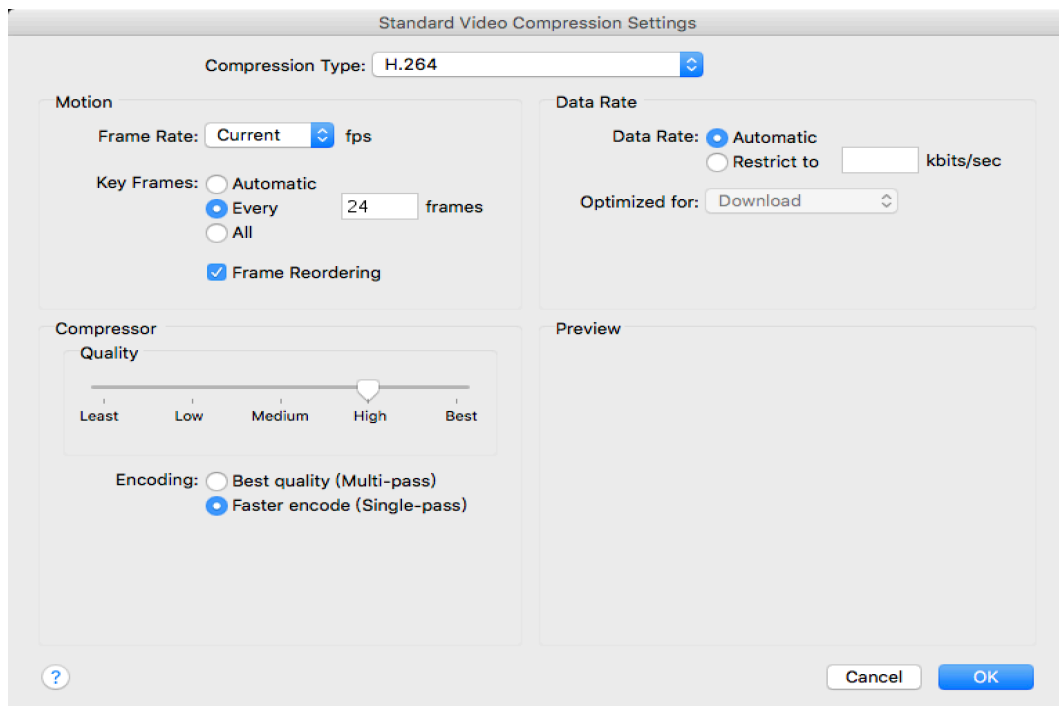 Standard Video Compression Settings
Compression Type: H.264
Motion
Frame Rate: Current fps
Key Frames: Automatic
Every 24 frames
All
Frame Reordering
Data Rate
Data Rate: Automatic
Restrict to kbits/sec
Optimized for: Download
Compressor
Quality
Least Low Medium High Best
Encoding: Best quality (Multi-pass)
Faster encode (Single-pass)
Preview
? Cancel OK